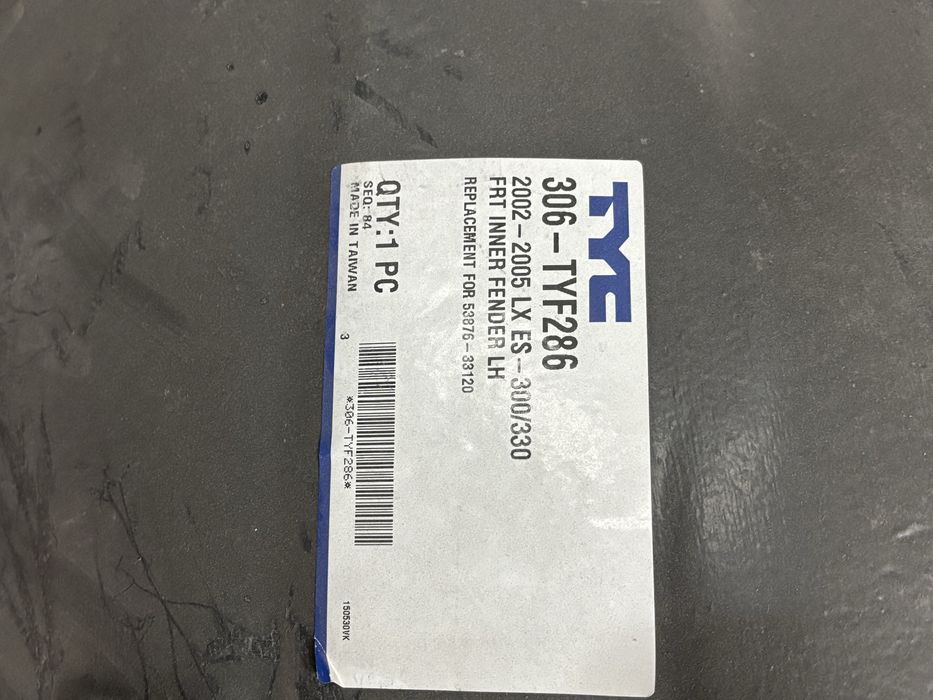 TYC
306-TYF286
2002-2005 LX ES-300/330
FRT INNER FENDER LH
REPLACEMENT FOR 53876-33120
QTY:1 PC
SEQ: 84
MADE IN TAIWAN
3
*306-TYF286*
150530VK